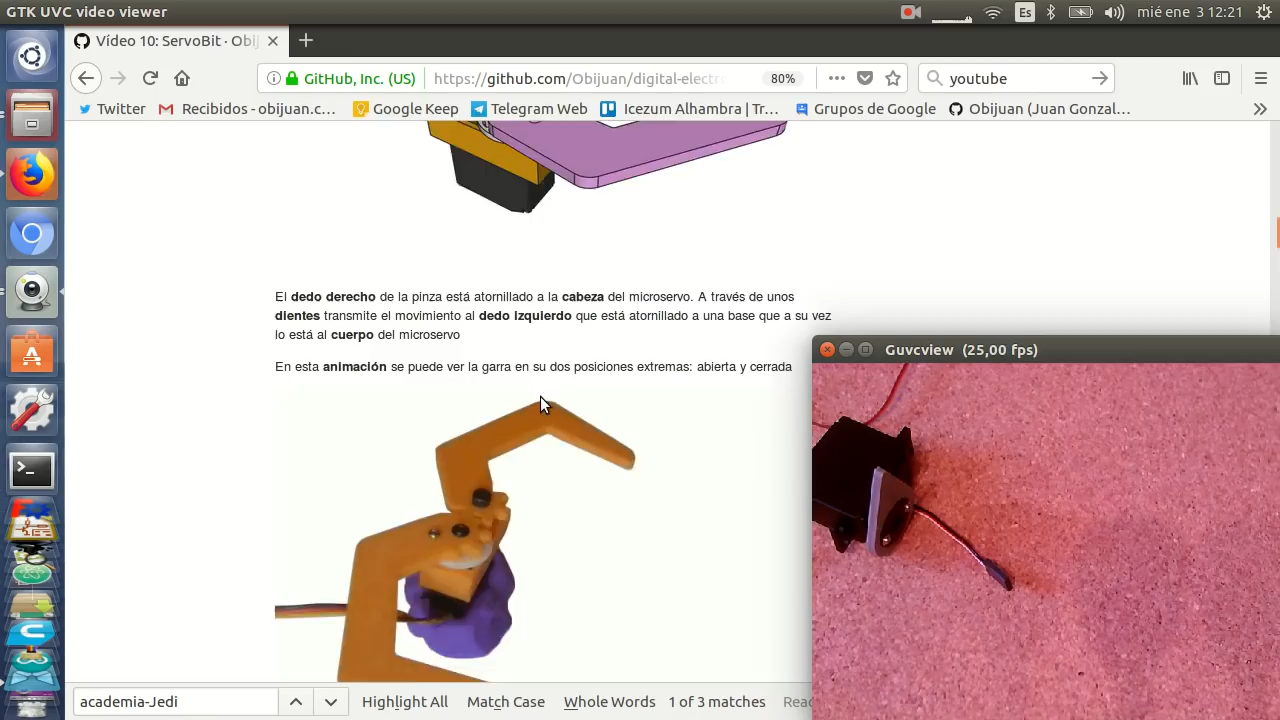 GTK UVC video viewer
Es
mié ene 3 12:21
Vídeo 10: ServoBit · Obij
GitHub, Inc. (US)
https://github.com/Obijuan/digital-electro
80%
youtube
Twitter
Recibidos - obijuan.c…
Google Keep
Telegram Web
Icezum Alhambra | Tr…
Grupos de Google
Obijuan (Juan Gonzal…
El dedo derecho de la pinza está atornillado a la cabeza del microservo. A través de unos
dientes transmite el movimiento al dedo izquierdo que está atornillado a una base que a su vez
lo está al cuerpo del microservo
En esta animación se puede ver la garra en su dos posiciones extremas: abierta y cerrada
Guvcview (25,00 fps)
academia-Jedi
Highlight All
Match Case
Whole Words
1 of 3 matches
Read